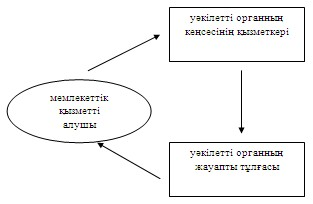 уәкілетті органның
кеңсесінің қызметкері
мемлекеттік
қызметті
алушы
уәкілетті органның
жауапты тұлғасы